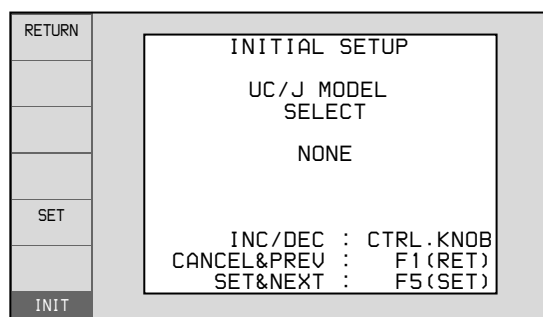 RETURN
SET
INIT
INITIAL SETUP
UC/J MODEL
SELECT
NONE
INC/DEC : CTRL.KNOB
CANCEL&PREV : F1(RET)
SET&NEXT : F5(SET)